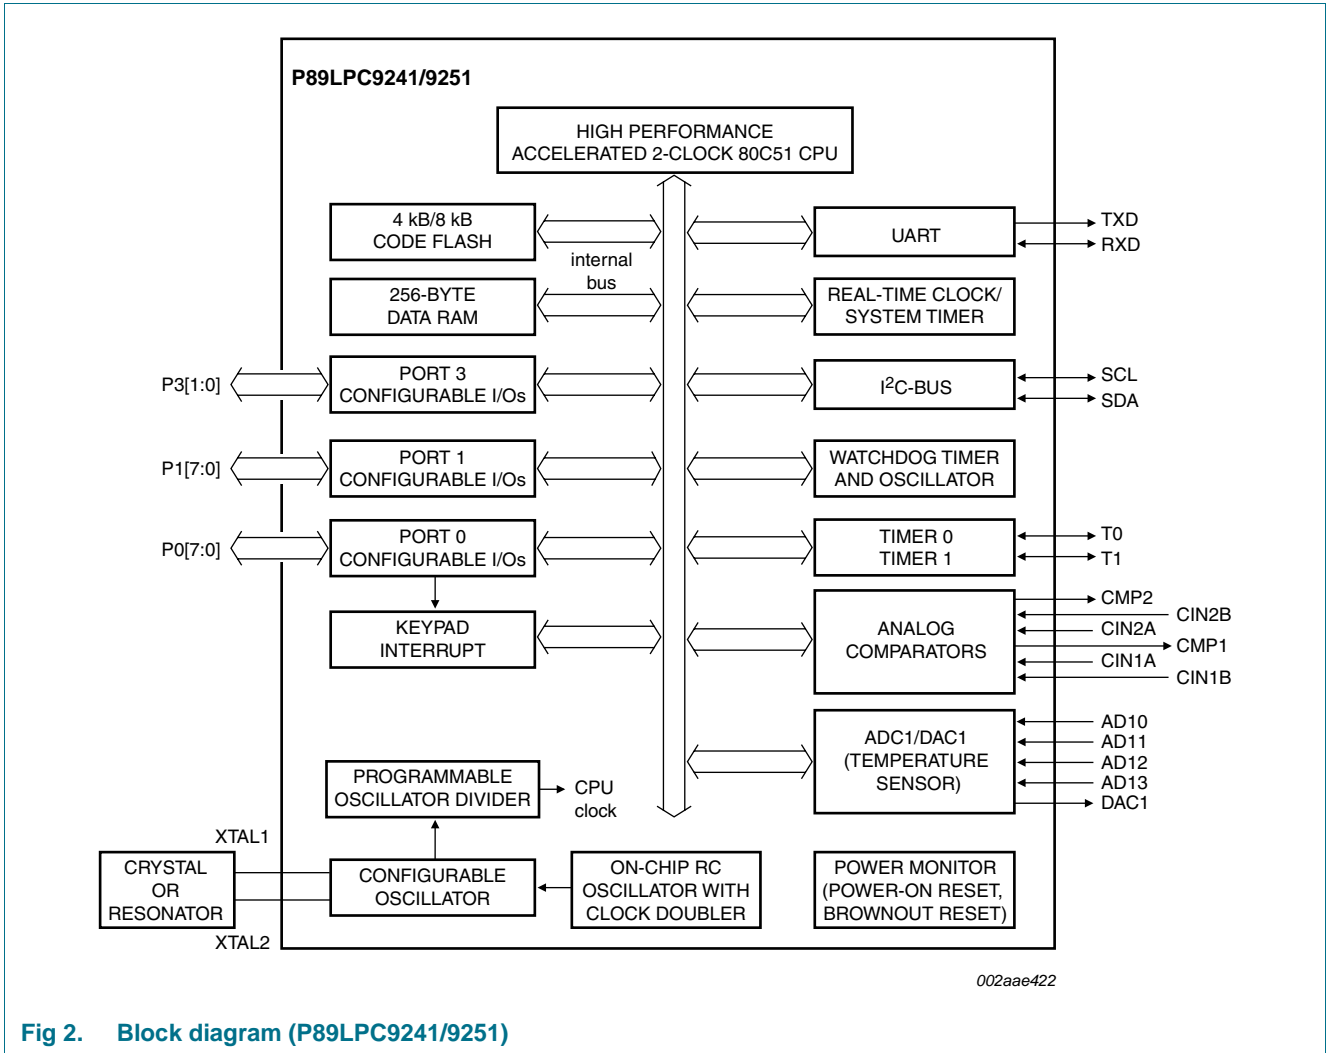 P89LPC9241/9251
HIGH PERFORMANCE
ACCELERATED 2-CLOCK 80C51 CPU
4 kB/8 kB
CODE FLASH
internal
bus
UART
TXD
RXD
256-BYTE
DATA RAM
REAL-TIME CLOCK/
SYSTEM TIMER
P3[1:0]
PORT 3
CONFIGURABLE I/Os
I2C-BUS
SCL
SDA
P1[7:0]
PORT 1
CONFIGURABLE I/Os
WATCHDOG TIMER
AND OSCILLATOR
P0[7:0]
PORT 0
CONFIGURABLE I/Os
TIMER 0
TIMER 1
T0
T1
KEYPAD
INTERRUPT
ANALOG
COMPARATORS
CMP2
CIN2B
CIN2A
CMP1
CIN1A
CIN1B
ADC1/DAC1
(TEMPERATURE
SENSOR)
AD10
AD11
AD12
AD13
DAC1
PROGRAMMABLE
OSCILLATOR DIVIDER
CPU
clock
XTAL1
CRYSTAL
OR
RESONATOR
XTAL2
CONFIGURABLE
OSCILLATOR
ON-CHIP RC
OSCILLATOR WITH
CLOCK DOUBLER
POWER MONITOR
(POWER-ON RESET,
BROWNOUT RESET)
002aae422
Fig 2. Block diagram (P89LPC9241/9251)